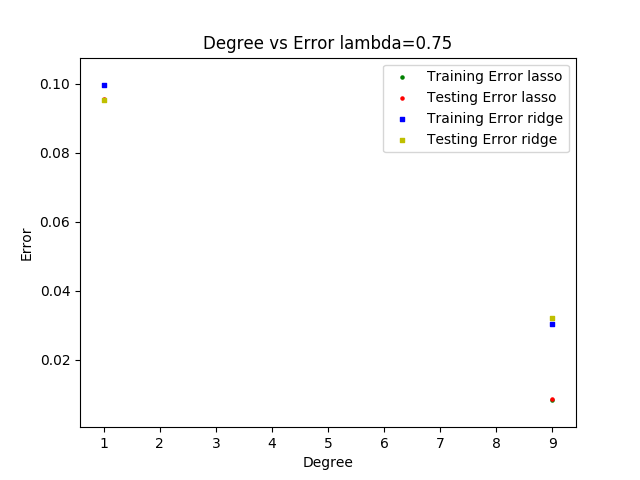 Degree vs Error lambda=0.75
Training Error lasso
Testing Error lasso
Training Error ridge
Testing Error ridge
0.10
0.08
0.06
0.04
0.02
Error
1 2 3 4 5 6 7 8 9
Degree